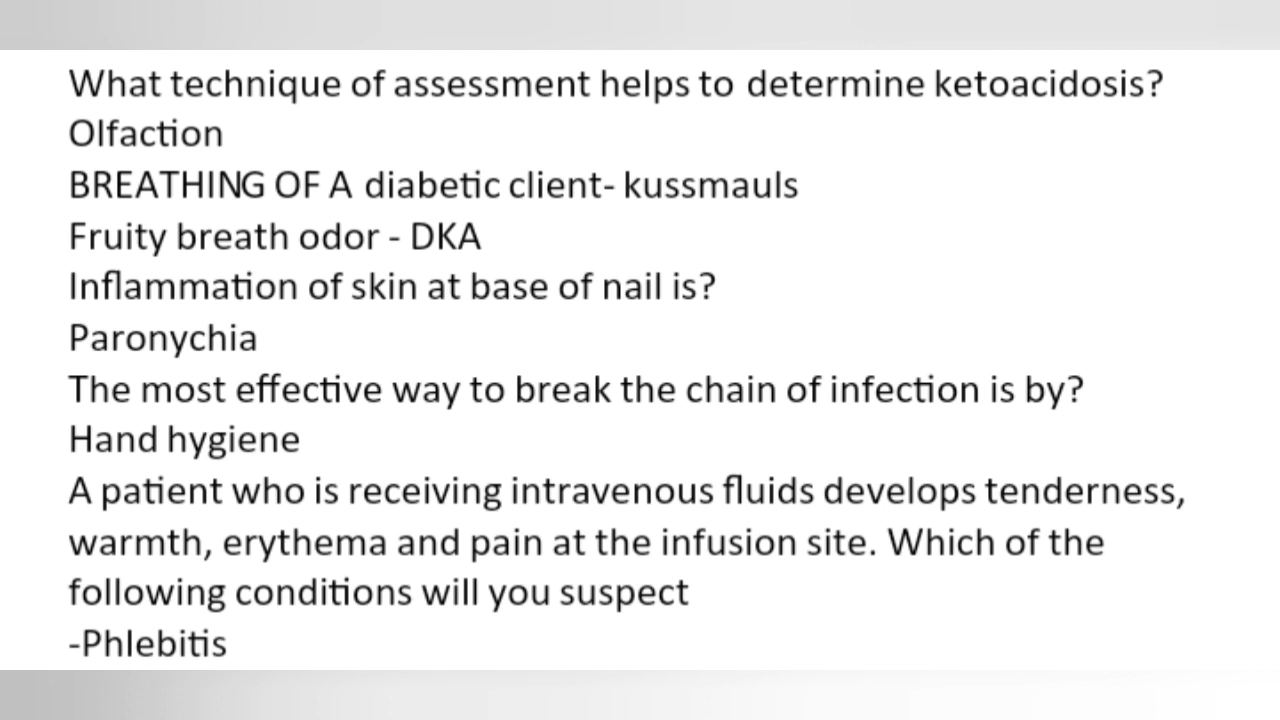 What technique of assessment helps to determine ketoacidosis?
Olfaction
BREATHING OF A diabetic client- kussmauls
Fruity breath odor - DKA
Inflammation of skin at base of nail is?
Paronychia
The most effective way to break the chain of infection is by?
Hand hygiene
A patient who is receiving intravenous fluids develops tenderness,
warmth, erythema and pain at the infusion site. Which of the
following conditions will you suspect
-Phlebitis